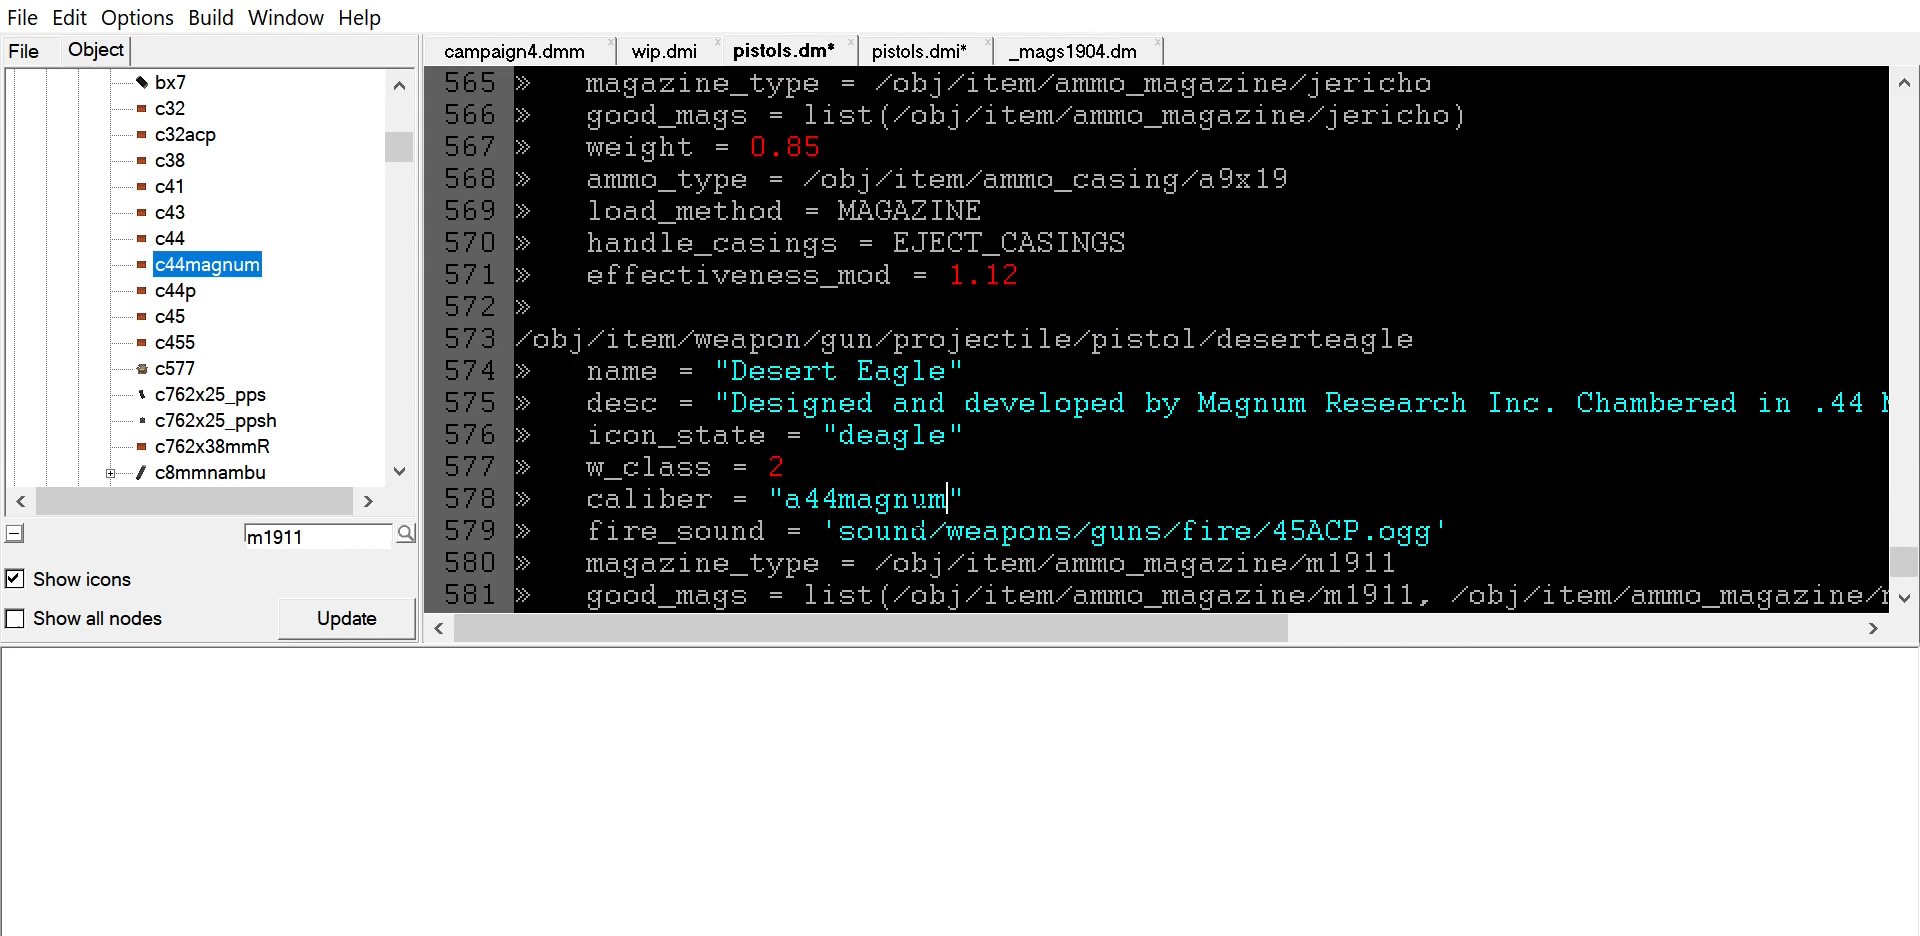 File Edit Options Build Window Help
File Object
bx7
c32
c32acp
c38
c41
c43
c44
c44magnum
c44p
c45
c455
c577
c762x25_pps
c762x25_ppsh
c762x38mmR
c8mmnambu
m1911
Show icons
Show all nodes
Update
campaign4.dmm x wip.dmi x pistols.dm* x pistols.dmi* x _mags1904.dm x
565 » magazine_type = /obj/item/ammo_magazine/jericho
566 » good_mags = list(/obj/item/ammo_magazine/jericho)
567 » weight = 0.85
568 » ammo_type = /obj/item/ammo_casing/a9x19
569 » load_method = MAGAZINE
570 » handle_casings = EJECT_CASINGS
571 » effectiveness_mod = 1.12
572 »
573 /obj/item/weapon/gun/projectile/pistol/deserteagle
574 » name = "Desert Eagle"
575 » desc = "Designed and developed by Magnum Research Inc. Chambered in .44
576 » icon_state = "deagle"
577 » w_class = 2
578 » caliber = "a44magnum"
579 » fire_sound = 'sound/weapons/guns/fire/45ACP.ogg'
580 » magazine_type = /obj/item/ammo_magazine/m1911
581 » good_mags = list(/obj/item/ammo_magazine/m1911, /obj/item/ammo_magazine/